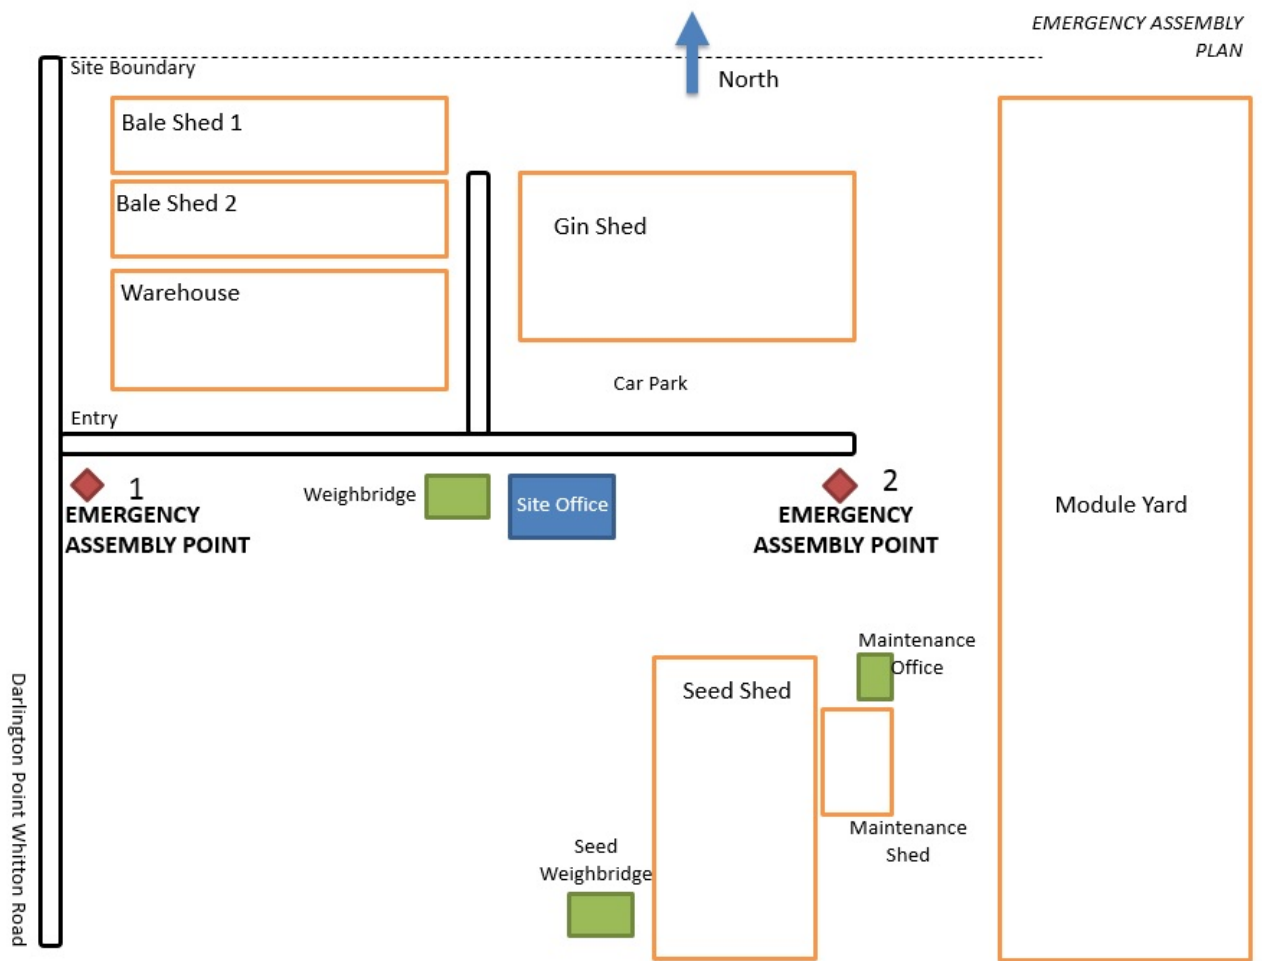 EMERGENCY ASSEMBLY
PLAN
Site Boundary
North
Bale Shed 1
Bale Shed 2
Gin Shed
Warehouse
Car Park
Entry
1
EMERGENCY
ASSEMBLY POINT
Weighbridge
Site Office
2
EMERGENCY
ASSEMBLY POINT
Module Yard
Maintenance
Office
Seed Shed
Darlington Point Whitton Road
Maintenance
Shed
Seed
Weighbridge